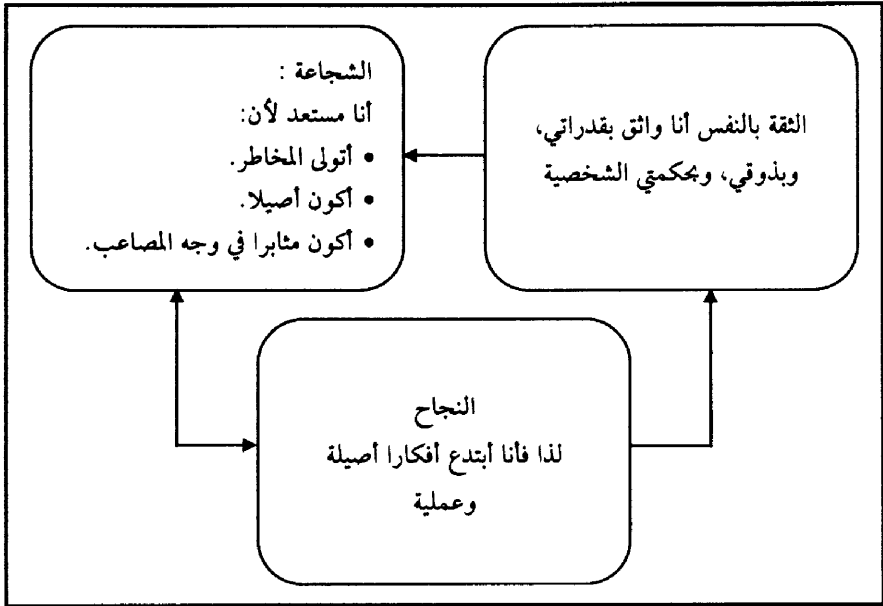 الثقة بالنفس أنا واثق بقدراتي،
وبذوقي، وبحكمتي الشخصية
الشجاعة :
أنا مستعد لأن:
• أتولى المخاطر.
• أكون أصيلا.
• أكون مثابرا في وجه المصاعب.
النجاح
لذا فأنا أبتدع أفكارا أصيلة
وعملية